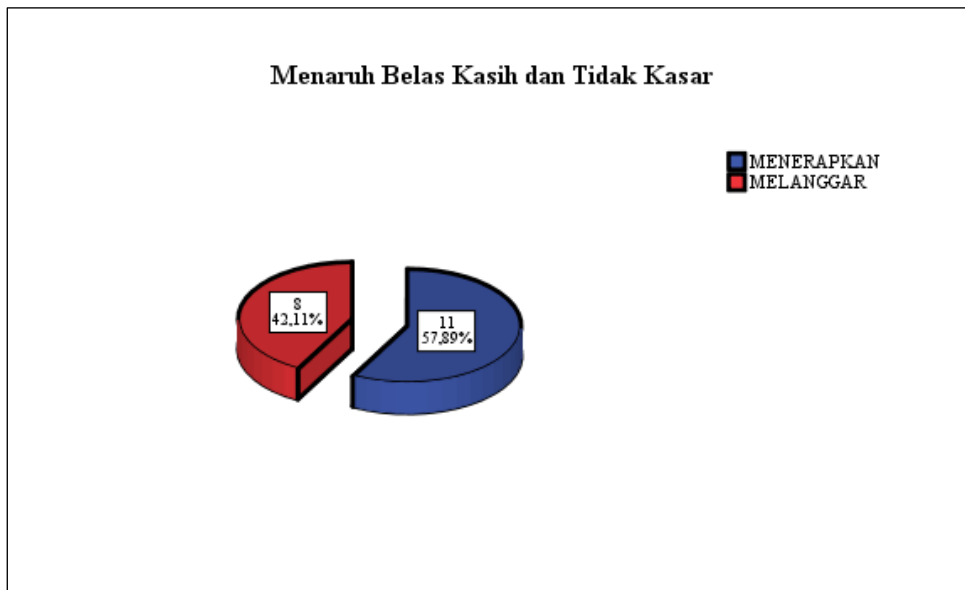 Menaruh Belas Kasih dan Tidak Kasar
MENERAPKAN
MELANGGAR
8
42,11%
11
57,89%